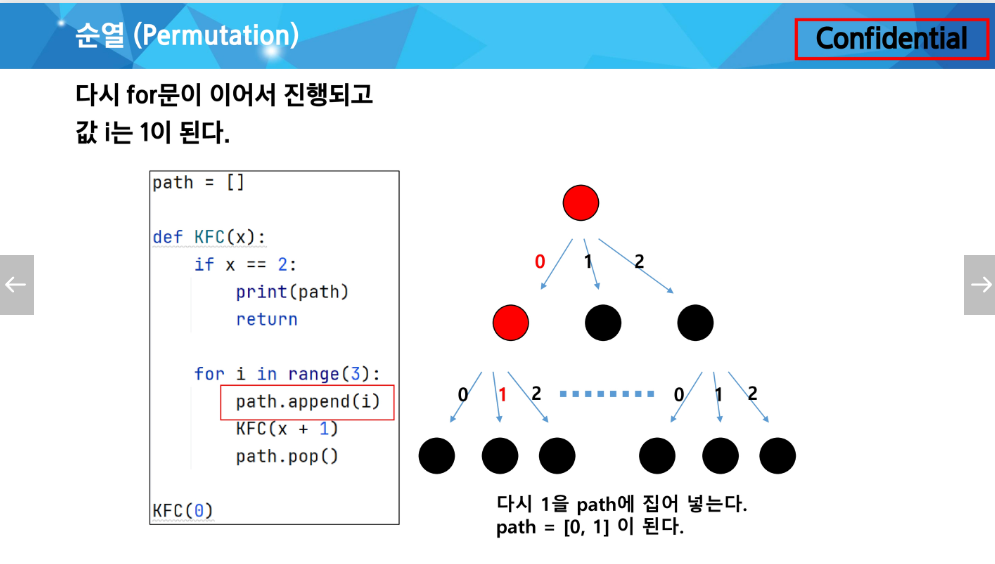 순열 (Permutation)
Confidential
다시 for문이 이어서 진행되고
값 i는 1이 된다.
path = []
def KFC(x):
if x == 2:
print(path)
return
for i in range(3):
path.append(i)
KFC(x + 1)
path.pop()
KFC(0)
0 1 2
0 1 2 0 1 2
다시 1을 path에 집어 넣는다.
path = [0, 1] 이 된다.